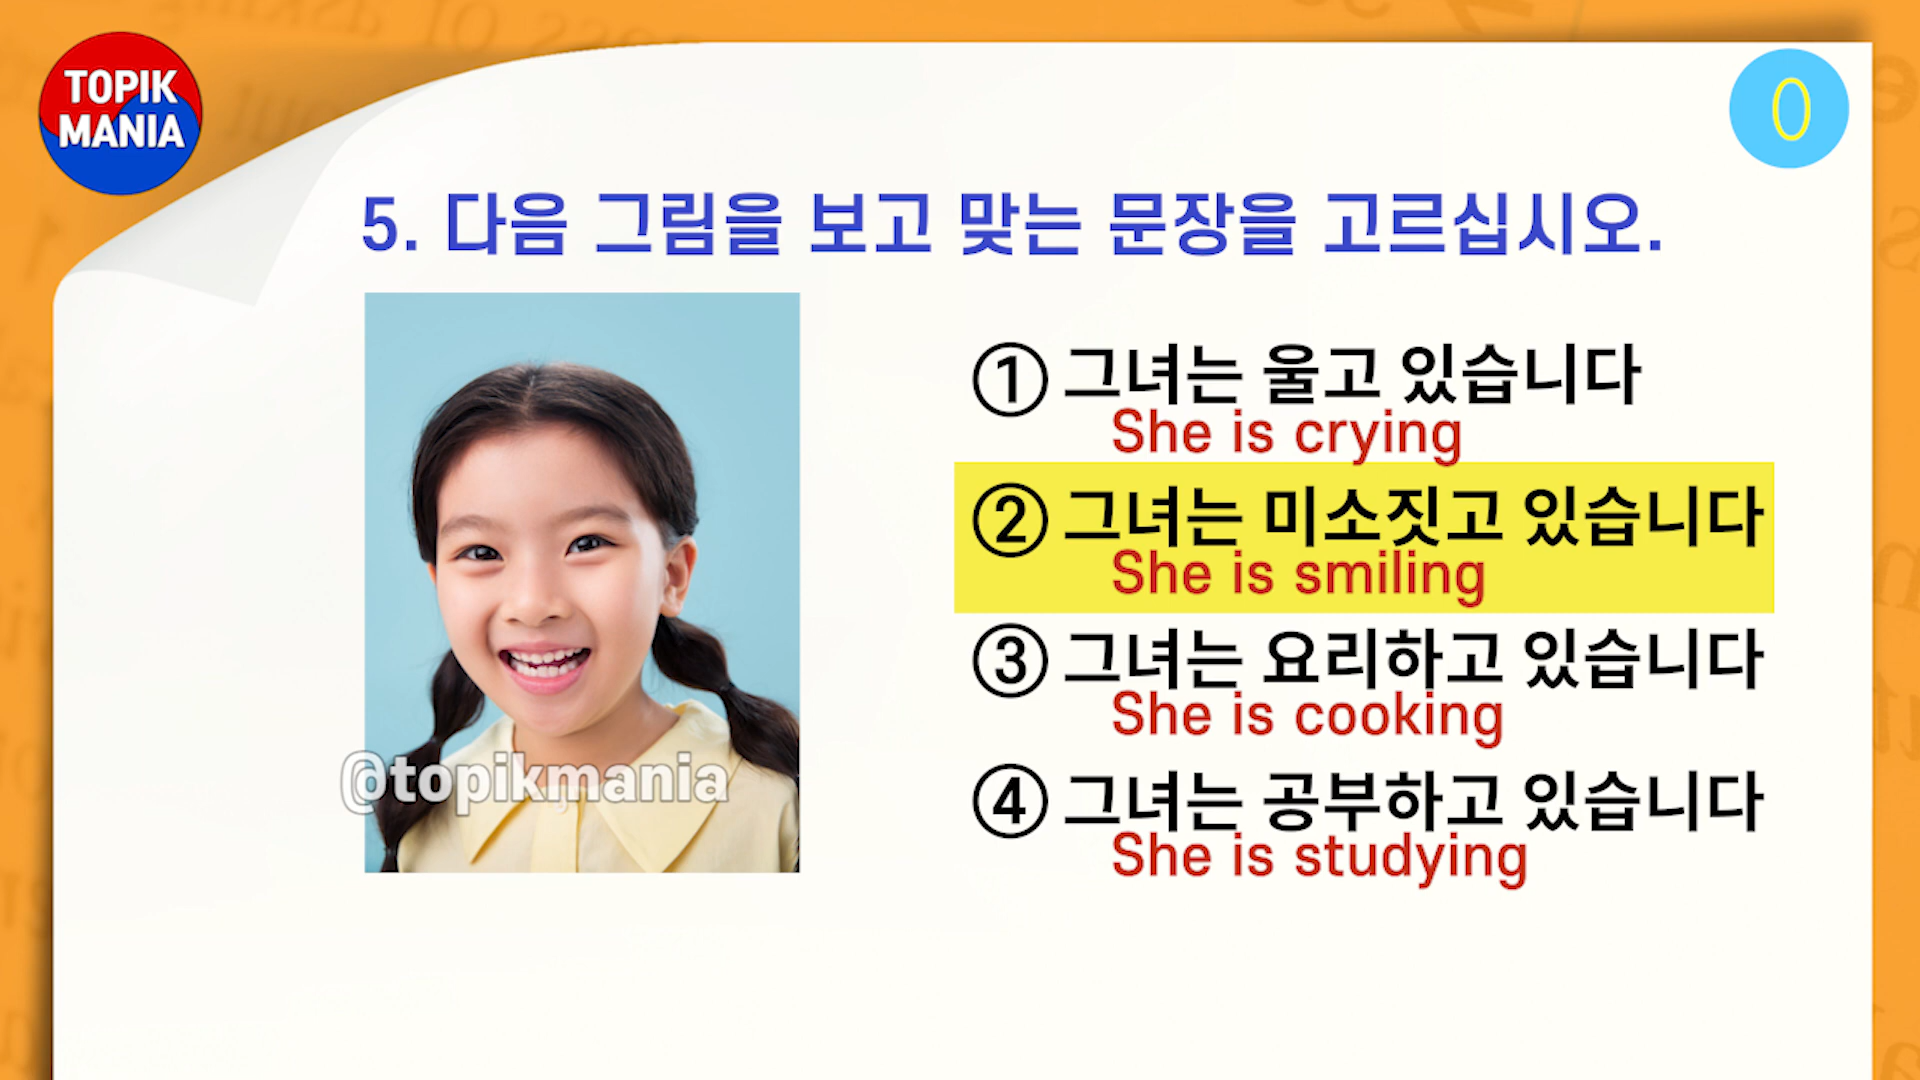 TOPIK
MANIA
0
5. 다음 그림을 보고 맞는 문장을 고르십시오.
① 그녀는 울고 있습니다
She is crying
② 그녀는 미소짓고 있습니다
She is smiling
③ 그녀는 요리하고 있습니다
She is cooking
④ 그녀는 공부하고 있습니다
She is studying
@topikmania